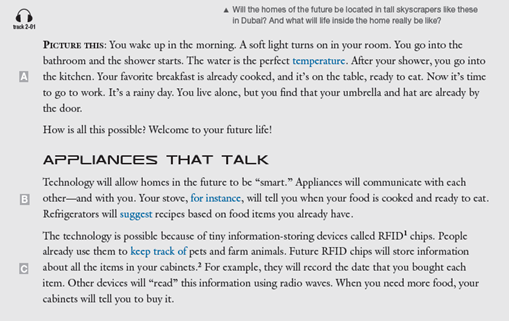 ▲ Will the homes of the future be located in tall skyscrapers like these
in Dubai? And what will life inside the home really be like?
track 2-01
PICTURE THIS: You wake up in the morning. A soft light turns on in your room. You go into the
bathroom and the shower starts. The water is the perfect temperature. After your shower, you go into
A the kitchen. Your favorite breakfast is already cooked, and it's on the table, ready to eat. Now it's time
to go to work. It's a rainy day. You live alone, but you find that your umbrella and hat are already by
the door.
How is all this possible? Welcome to your future life!
APPLIANCES THAT TALK
Technology will allow homes in the future to be “smart.” Appliances will communicate with each
B other—and with you. Your stove, for instance, will tell you when your food is cooked and ready to eat.
Refrigerators will suggest recipes based on food items you already have.
The technology is possible because of tiny information-storing devices called RFID¹ chips. People
already use them to keep track of pets and farm animals. Future RFID chips will store information
C about all the items in your cabinets.² For example, they will record the date that you bought each
item. Other devices will “read” this information using radio waves. When you need more food, your
cabinets will tell you to buy it.